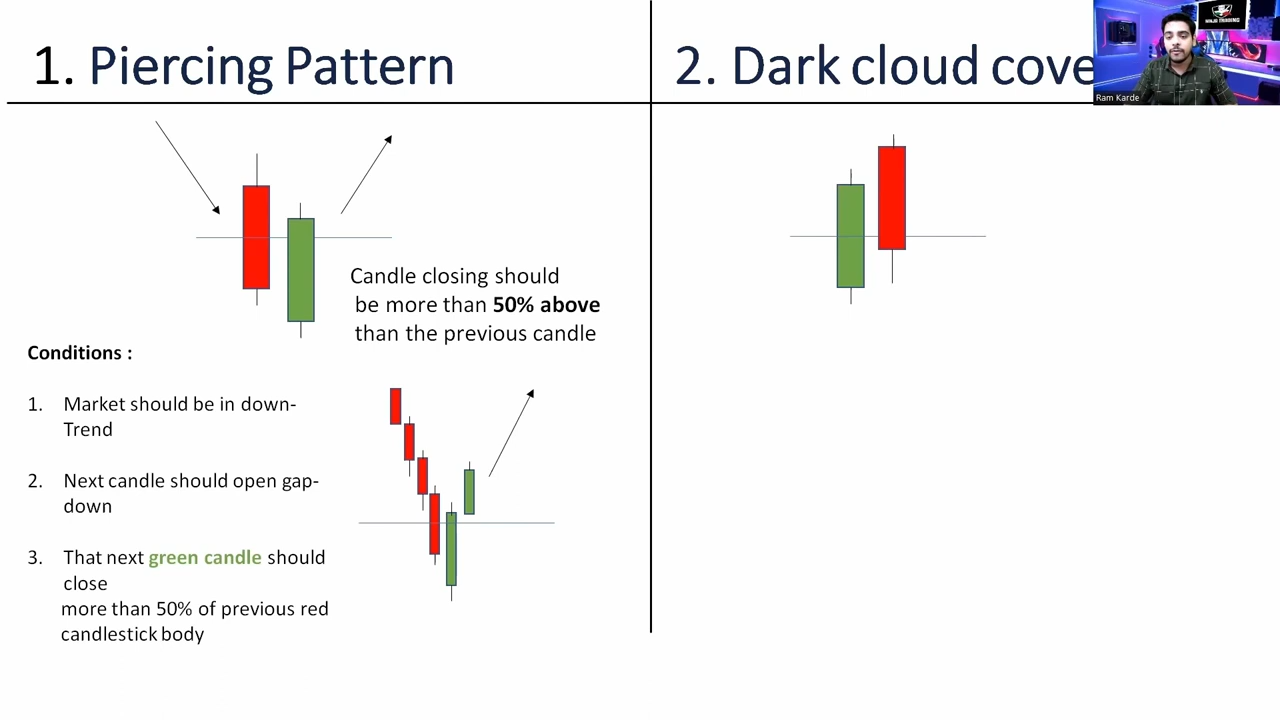 1. Piercing Pattern
Candle closing should
be more than 50% above
than the previous candle
Conditions :
1. Market should be in down-
Trend
2. Next candle should open gap-
down
3. That next green candle should
close
more than 50% of previous red
candlestick body
2. Dark cloud cove
NINJA TRADING
Ram Karde